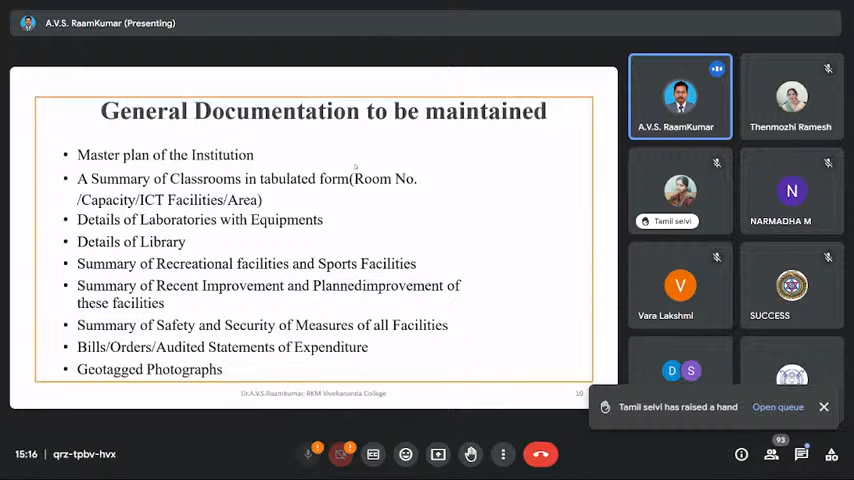 A.V.S. RaamKumar (Presenting)
General Documentation to be maintained
• Master plan of the Institution
• A Summary of Classrooms in tabulated form(Room No.
/Capacity/ICT Facilities/Area)
• Details of Laboratories with Equipments
• Details of Library
• Summary of Recreational facilities and Sports Facilities
• Summary of Recent Improvement and Plannedimprovement of
these facilities
• Summary of Safety and Security of Measures of all Facilities
• Bills/Orders/Audited Statements of Expenditure
• Geotagged Photographs
Dr.A.V.S.Raamkumar, RKM Vivekananda College
10
A.V.S. RaamKumar
Thenmozhi Ramesh
Tamil selvi
N
NARMADHA M
V
Vara Lakshmi
SUCCESS
D S
Tamil selvi has raised a hand Open queue
15:16 qrz-tpbv-hvx
93